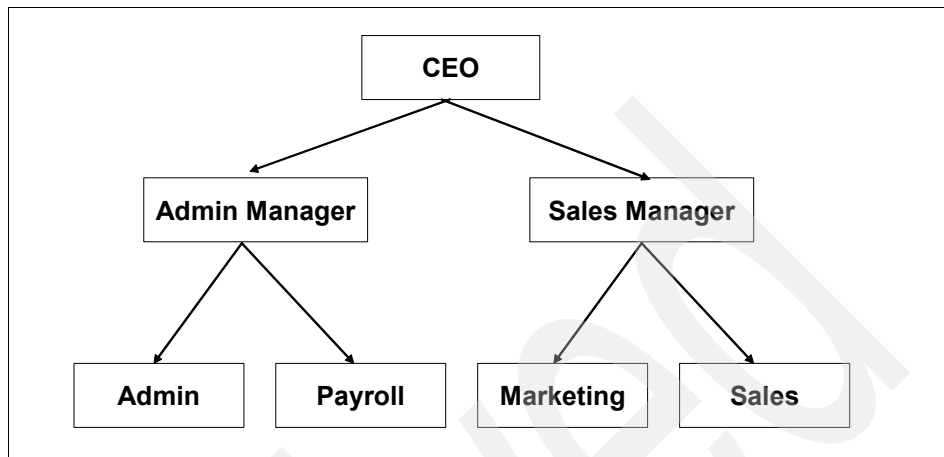 CEO
Admin Manager
Sales Manager
Admin
Payroll
Marketing
Sales